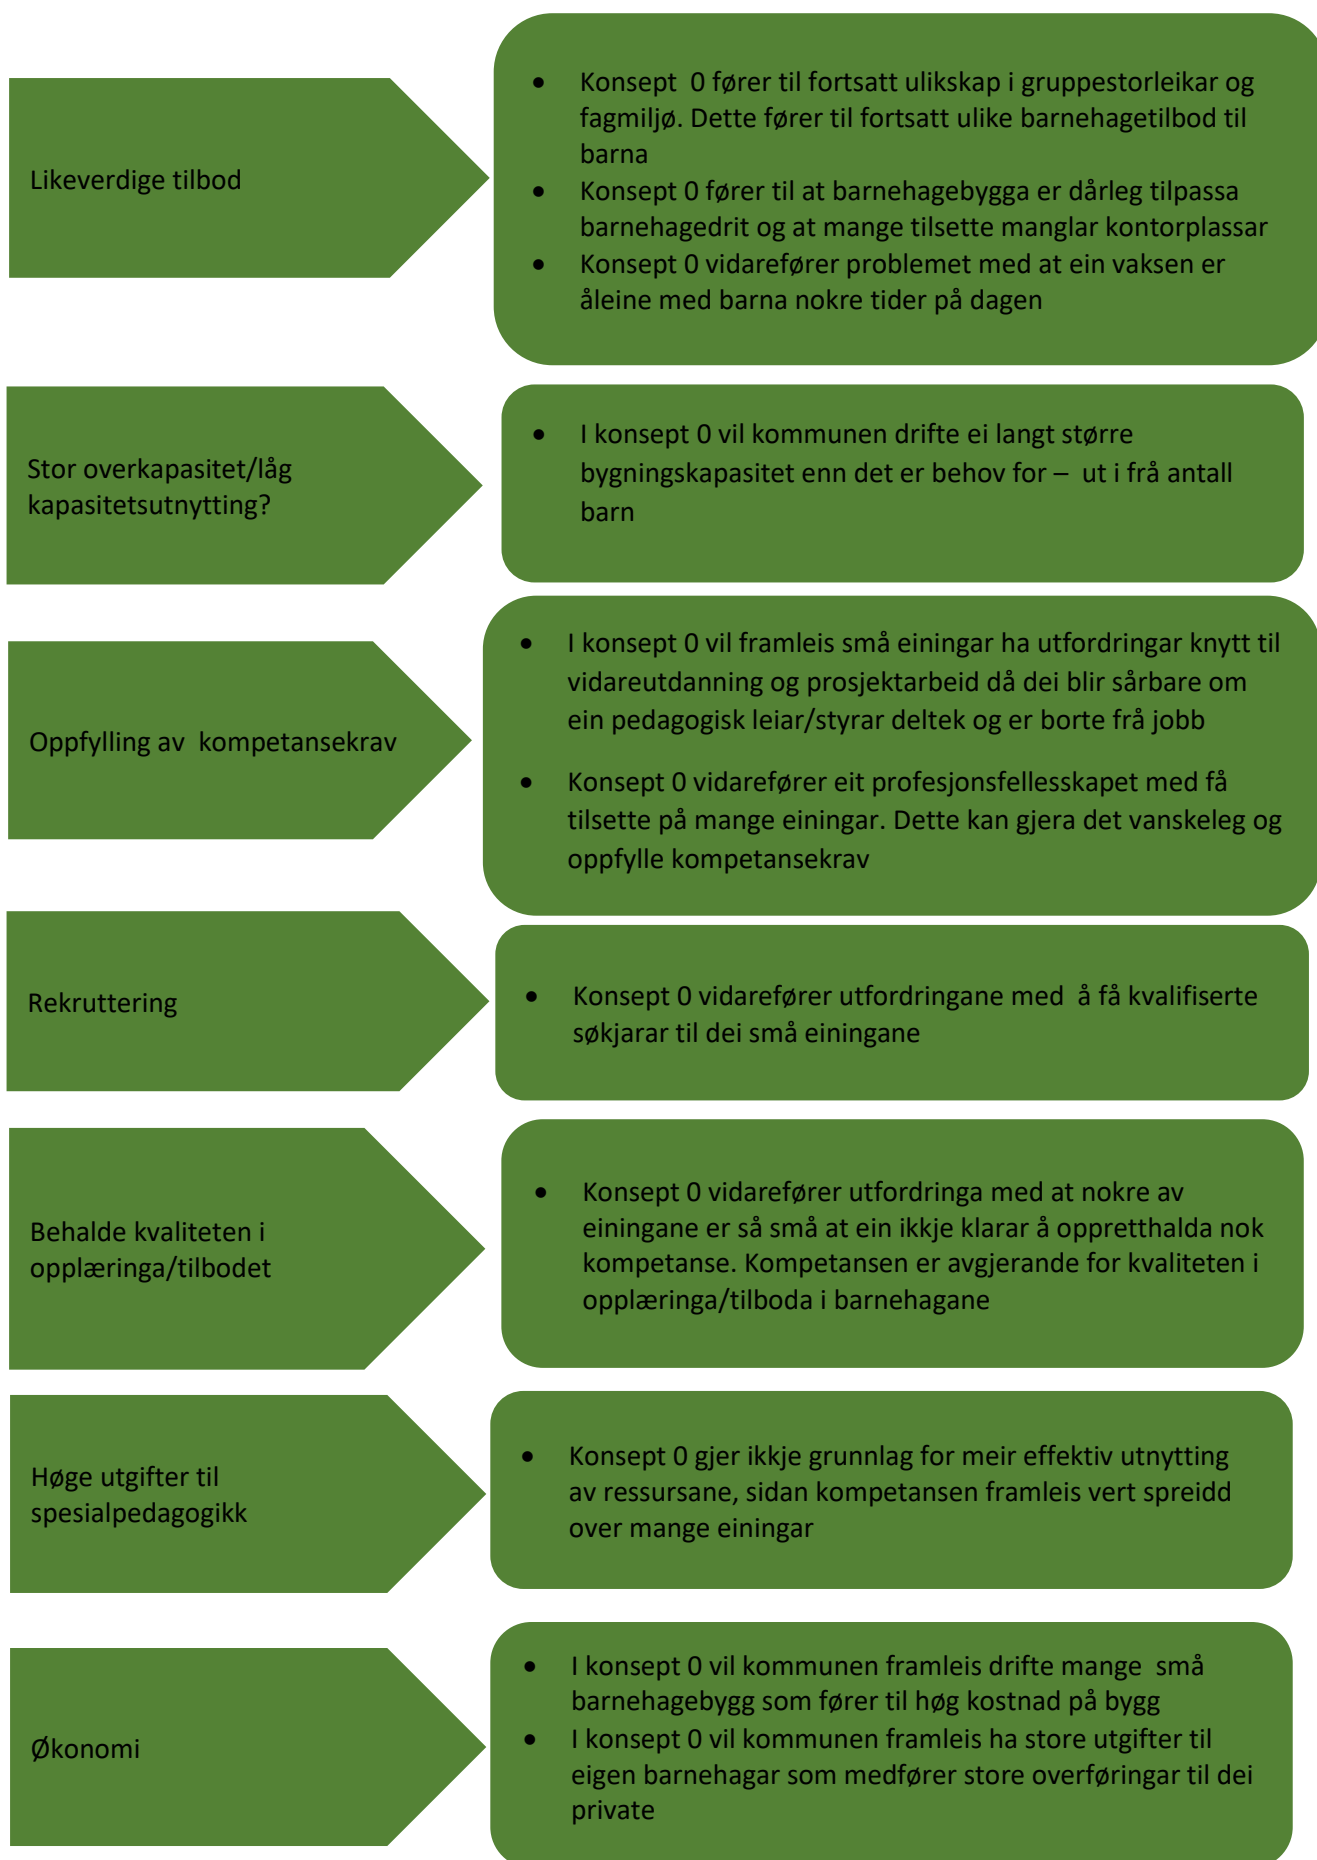 Likeverdige tilbod
• Konsept 0 fører til fortsatt ulikskap i gruppestorleikar og
fagmiljø. Dette fører til fortsatt ulike barnehagetilbod til
barna
• Konsept 0 fører til at barnehagebygga er dårleg tilpassa
barnehagedrit og at mange tilsette manglar kontorplassar
• Konsept 0 vidarefører problemet med at ein vaksen er
åleine med barna nokre tider på dagen
Stor overkapasitet/låg
kapasitetsutnytting?
• I konsept 0 vil kommunen drifte ei langt større
bygningskapasitet enn det er behov for – ut i frå antall
barn
Oppfylling av kompetansekrav
• I konsept 0 vil framleis små einingar ha utfordringar knytt til
vidareutdanning og prosjektarbeid då dei blir sårbare om
ein pedagogisk leiar/styrar deltek og er borte frå jobb
• Konsept 0 vidarefører eit profesjonsfellesskapet med få
tilsette på mange einingar. Dette kan gjera det vanskeleg og
oppfylle kompetansekrav
Rekruttering
• Konsept 0 vidarefører utfordringane med å få kvalifiserte
søkjarar til dei små einingane
Behalde kvaliteten i
opplæringa/tilbodet
• Konsept 0 vidarefører utfordringa med at nokre av
einingane er så små at ein ikkje klarar å oppretthalda nok
kompetanse. Kompetansen er avgjerande for kvaliteten i
opplæringa/tilboda i barnehagane
Høge utgifter til
spesialpedagogikk
• Konsept 0 gjer ikkje grunnlag for meir effektiv utnytting
av ressursane, sidan kompetansen framleis vert spreidd
over mange einingar
Økonomi
• I konsept 0 vil kommunen framleis drifte mange små
barnehagebygg som fører til høg kostnad på bygg
• I konsept 0 vil kommunen framleis ha store utgifter til
eigen barnehagar som medfører store overføringar til dei
private